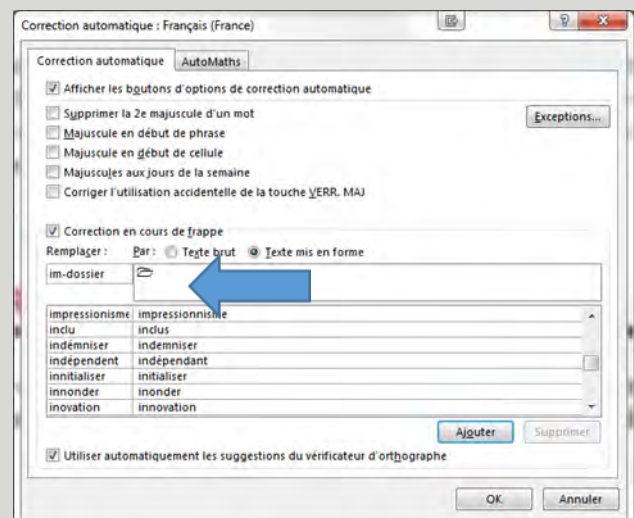 Correction automatique : Français (France)
Correction automatique AutoMaths
Afficher les boutons d'options de correction automatique
Supprimer la 2e majuscule d'un mot
Exceptions...
Majuscule en début de phrase
Majuscule en début de cellule
Majuscules aux jours de la semaine
Corriger l'utilisation accidentelle de la touche VERR. MAJ
Correction en cours de frappe
Remplacer : Par : Texte brut Texte mis en forme
im-dossier
impressionisme impressionnisme
inclu inclus
indémniser indemniser
indépendent indépendant
innitialiser initialiser
innonder inonder
inovation innovation
Ajouter Supprimer
Utiliser automatiquement les suggestions du vérificateur d'orthographe
OK Annuler